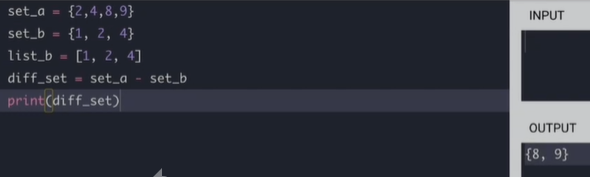 set_a = {2,4,8,9}
set_b = {1, 2, 4}
list_b = [1, 2, 4]
diff_set = set_a - set_b
print(diff_set)
INPUT
OUTPUT
{8, 9}